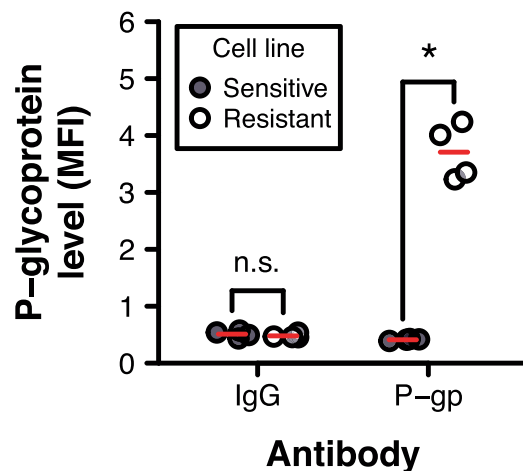 P−glycoprotein
level (MFI)
6
5
4
3
2
1
0
Cell line
Sensitive
Resistant
n.s.
*
IgG
P−gp
Antibody